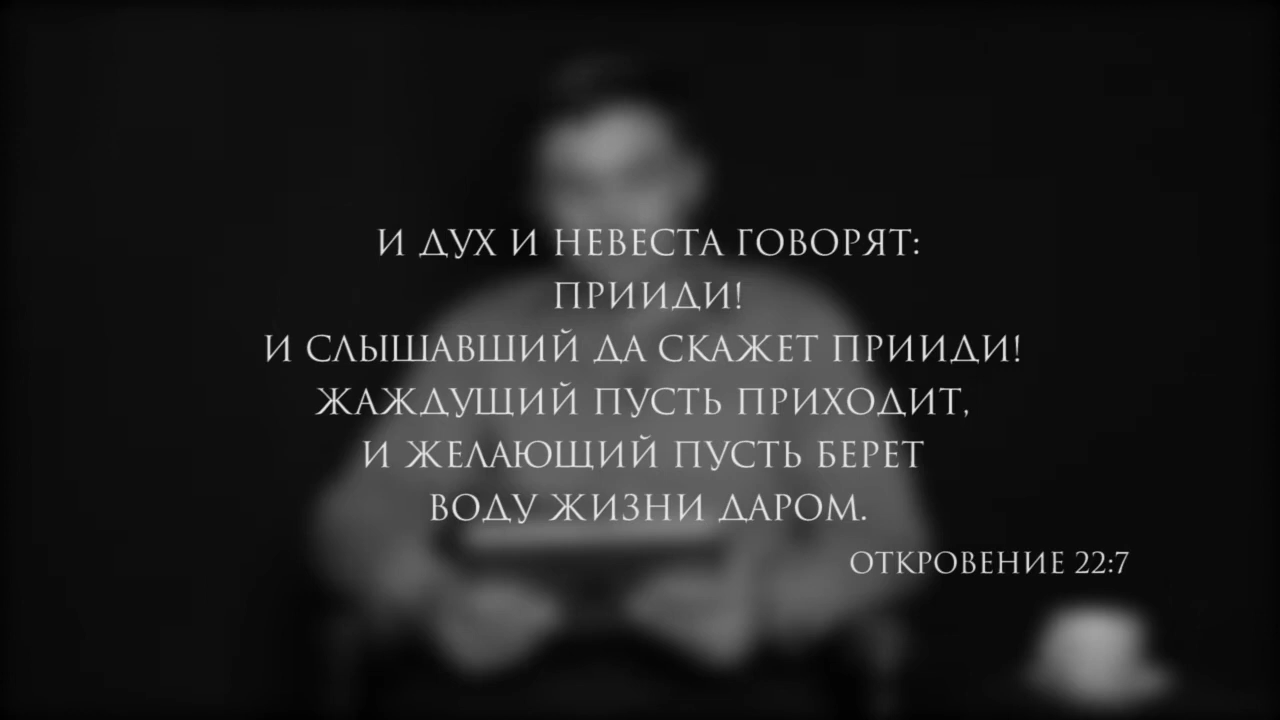 И ДУХ И НЕВЕСТА ГОВОРЯТ:
ПРИИДИ!
И СЛЫШАВШИЙ ДА СКАЖЕТ ПРИИДИ!
ЖАЖДУЩИЙ ПУСТЬ ПРИХОДИТ,
И ЖЕЛАЮЩИЙ ПУСТЬ БЕРЕТ
ВОДУ ЖИЗНИ ДАРОМ.
ОТКРОВЕНИЕ 22:7